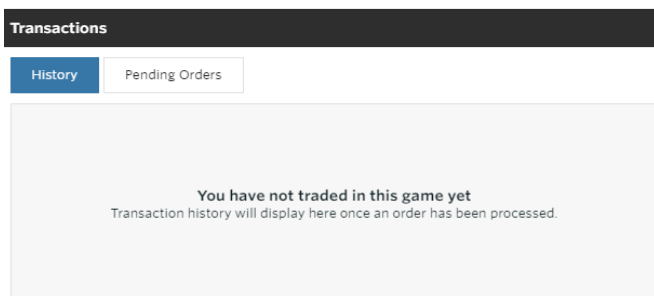 Transactions
History
Pending Orders
You have not traded in this game yet
Transaction history will display here once an order has been processed.